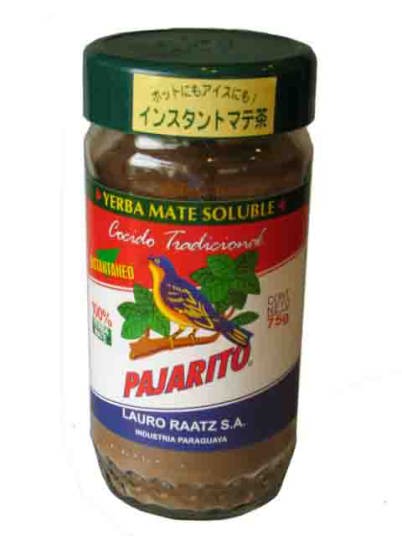 ホットにもアイスにも!
インスタントマテ茶
YERBA MATE SOLUBLE
Cocido Tradicional
INSTANTANEO
100%
CONT.
NETO
75g
PAJARITO®
LAURO RAATZ S.A.
INDUSTRIA PARAGUAYA